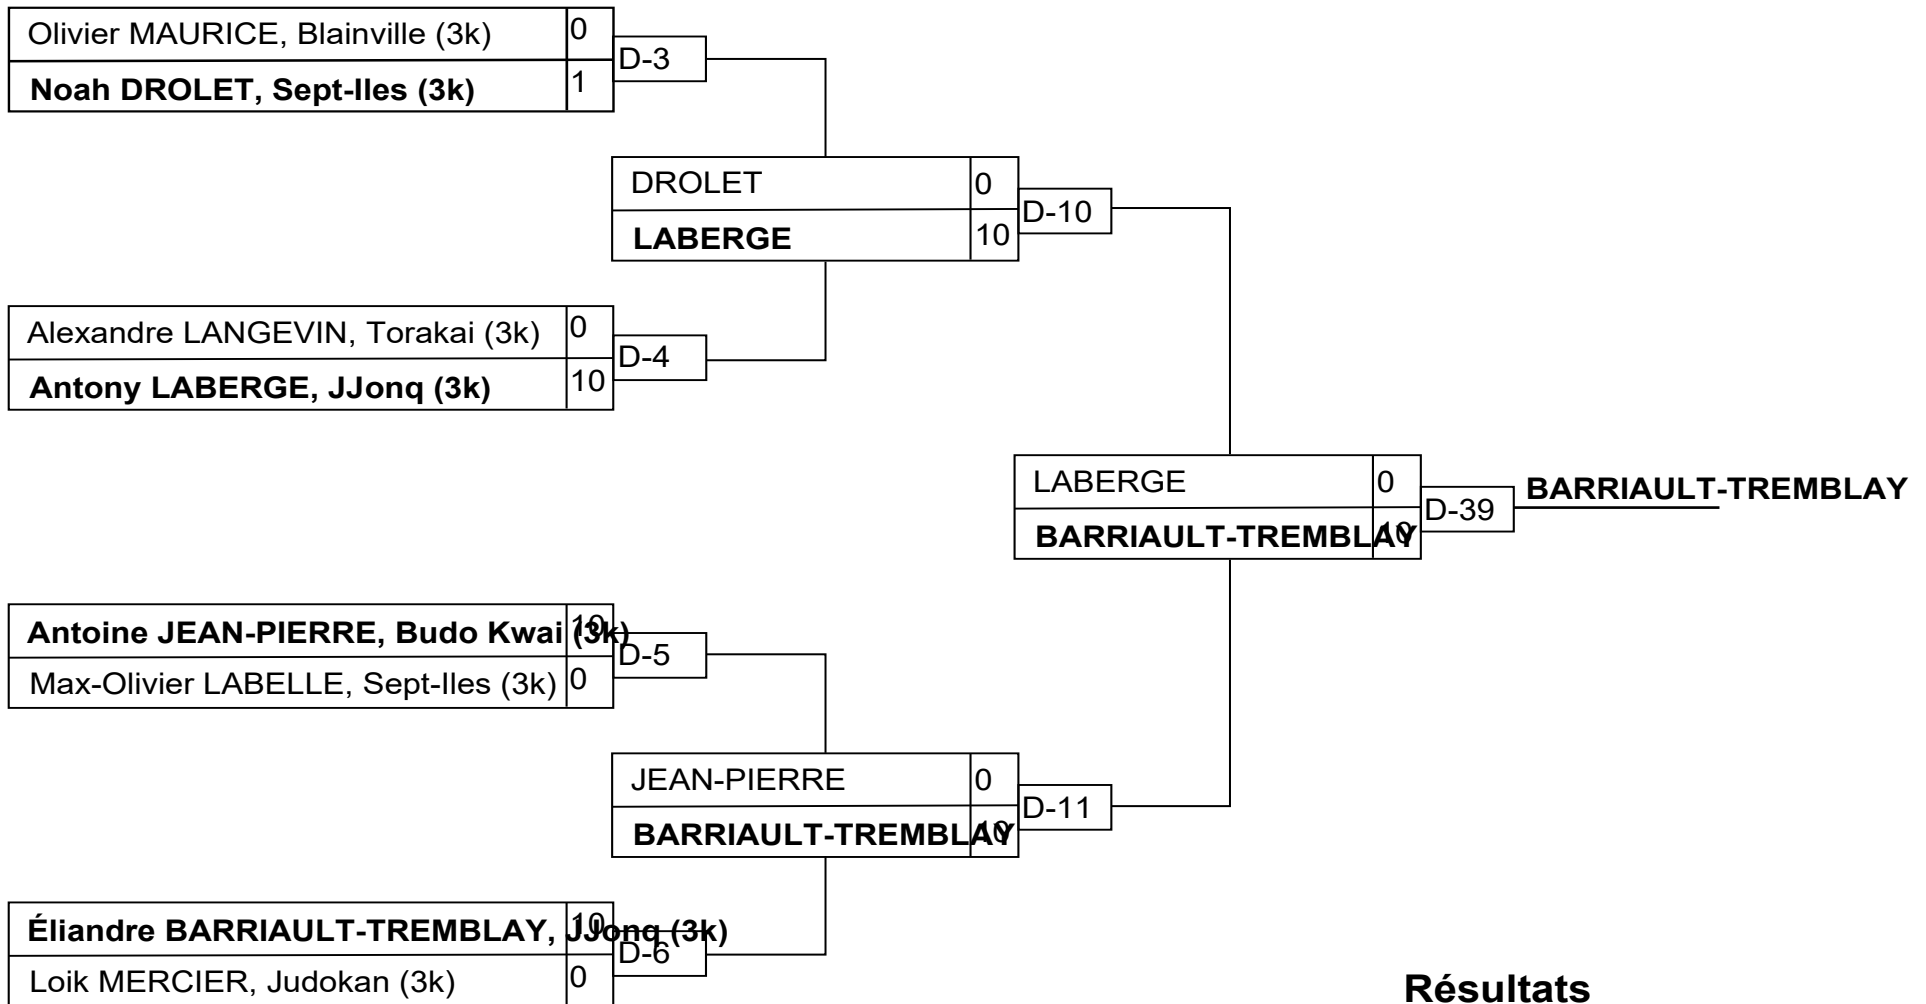 Olivier MAURICE, Blainville (3k) 0
D-3
Noah DROLET, Sept-Iles (3k) 1
DROLET 0
D-10
LABERGE 10
Alexandre LANGEVIN, Torakai (3k) 0
D-4
Antony LABERGE, JJonq (3k) 10
LABERGE 0
D-39
BARRIAULT-TREMBLAY
BARRIAULT-TREMBLAY 10
Antoine JEAN-PIERRE, Budo Kwai (3k) 10
D-5
Max-Olivier LABELLE, Sept-Iles (3k) 0
JEAN-PIERRE 0
D-11
BARRIAULT-TREMBLAY 10
Éliandre BARRIAULT-TREMBLAY, JJonq (3k) 10
D-6
Loik MERCIER, Judokan (3k) 0
Résultats